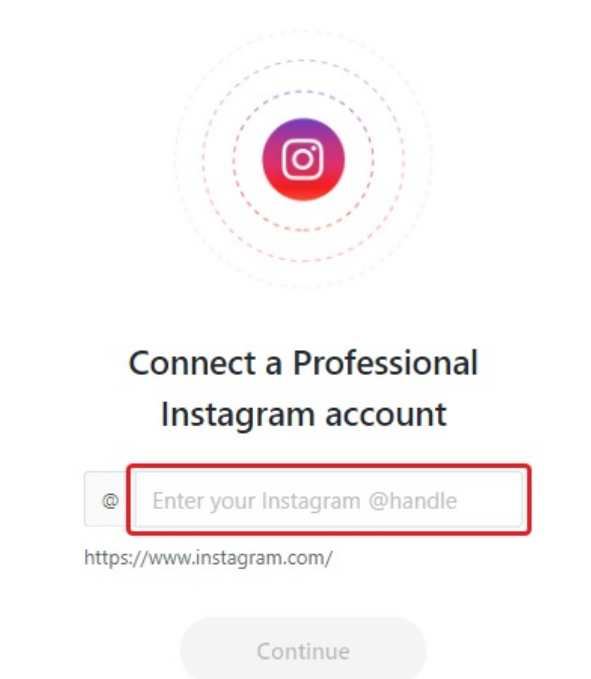 Connect a Professional
Instagram account
@ Enter your Instagram @handle
https://www.instagram.com/
Continue